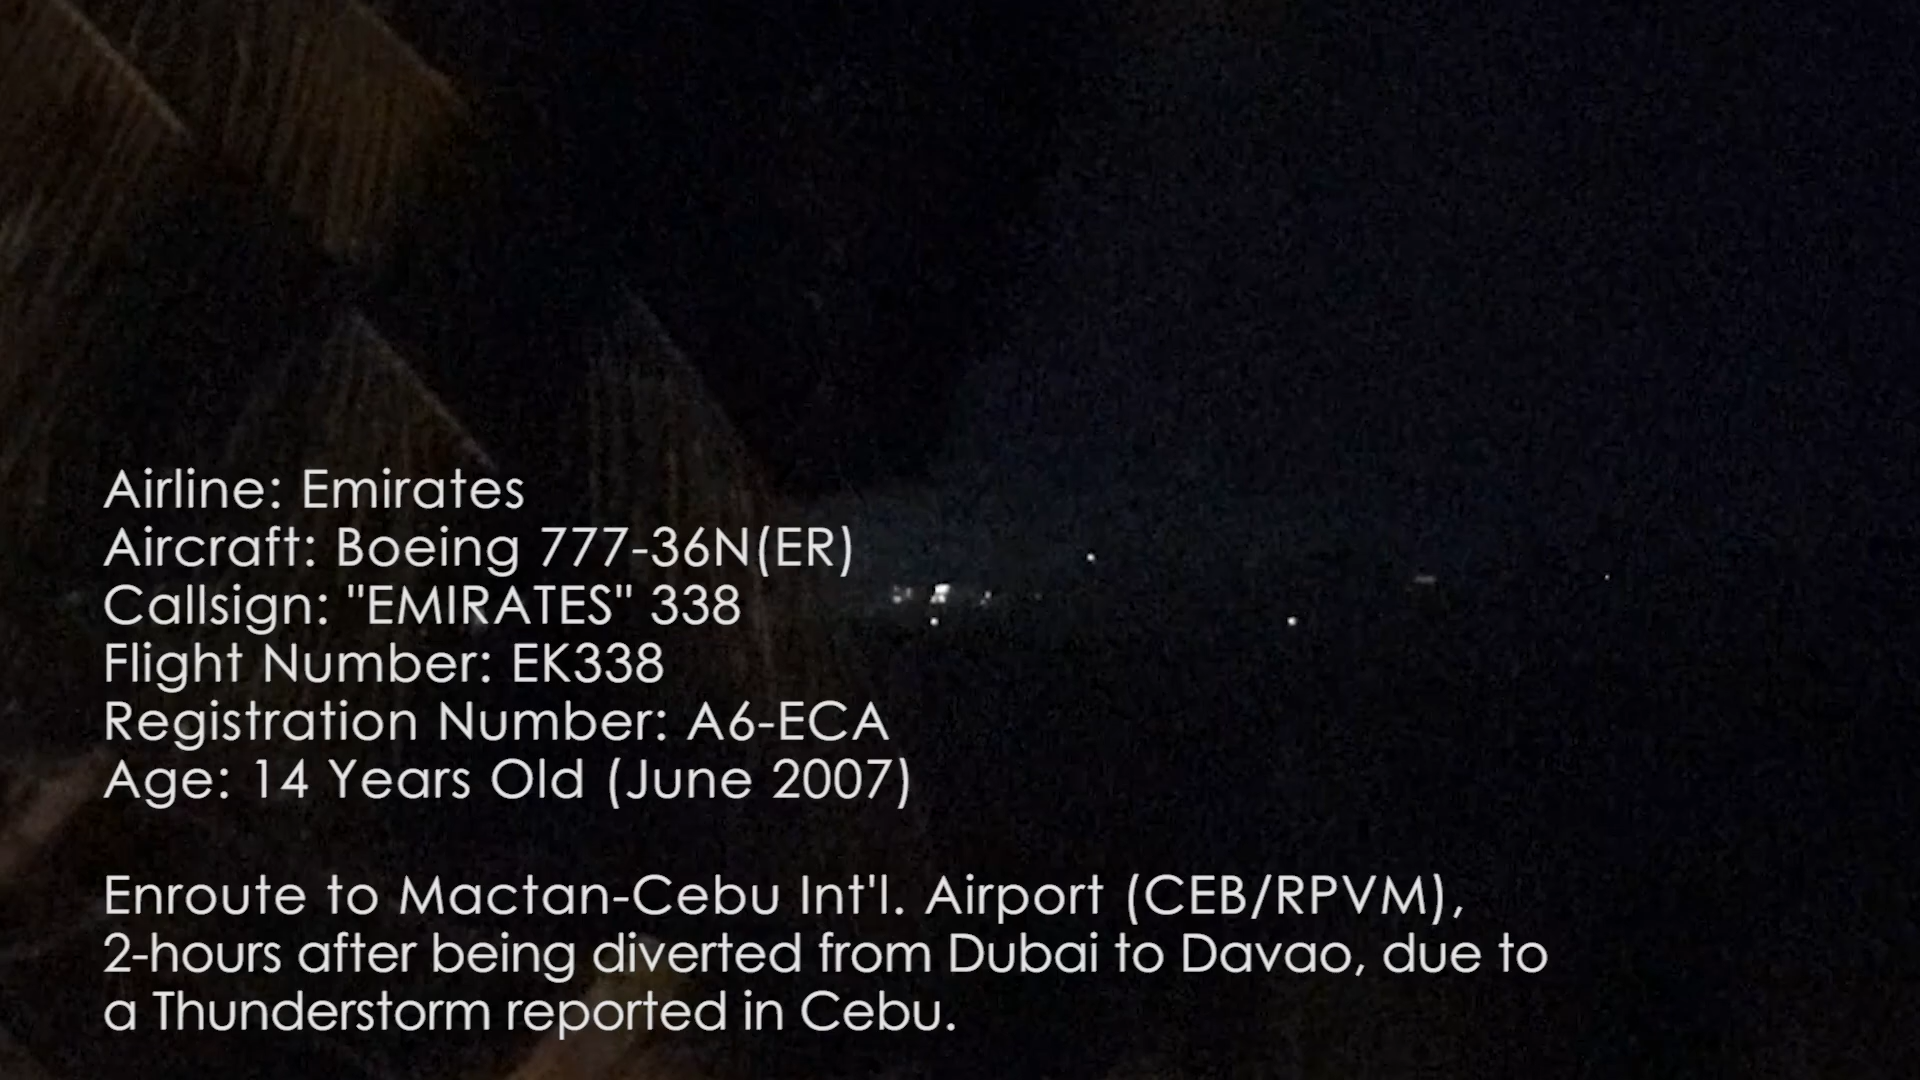 Airline: Emirates
Aircraft: Boeing 777-36N(ER)
Callsign: "EMIRATES" 338
Flight Number: EK338
Registration Number: A6-ECA
Age: 14 Years Old (June 2007)
Enroute to Mactan-Cebu Int'l. Airport (CEB/RPVM),
2-hours after being diverted from Dubai to Davao, due to
a Thunderstorm reported in Cebu.